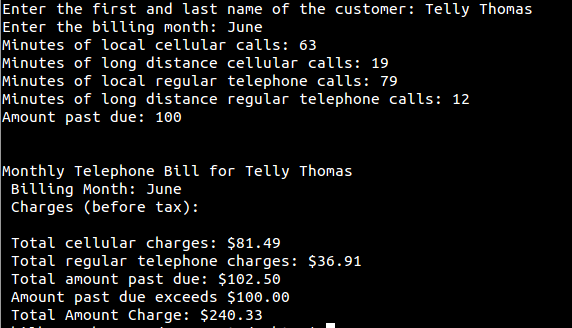 Enter the first and last name of the customer: Telly Thomas
Enter the billing month: June
Minutes of local cellular calls: 63
Minutes of long distance cellular calls: 19
Minutes of local regular telephone calls: 79
Minutes of long distance regular telephone calls: 12
Amount past due: 100
Monthly Telephone Bill for Telly Thomas
Billing Month: June
Charges (before tax):
Total cellular charges: $81.49
Total regular telephone charges: $36.91
Total amount past due: $102.50
Amount past due exceeds $100.00
Total Amount Charge: $240.33